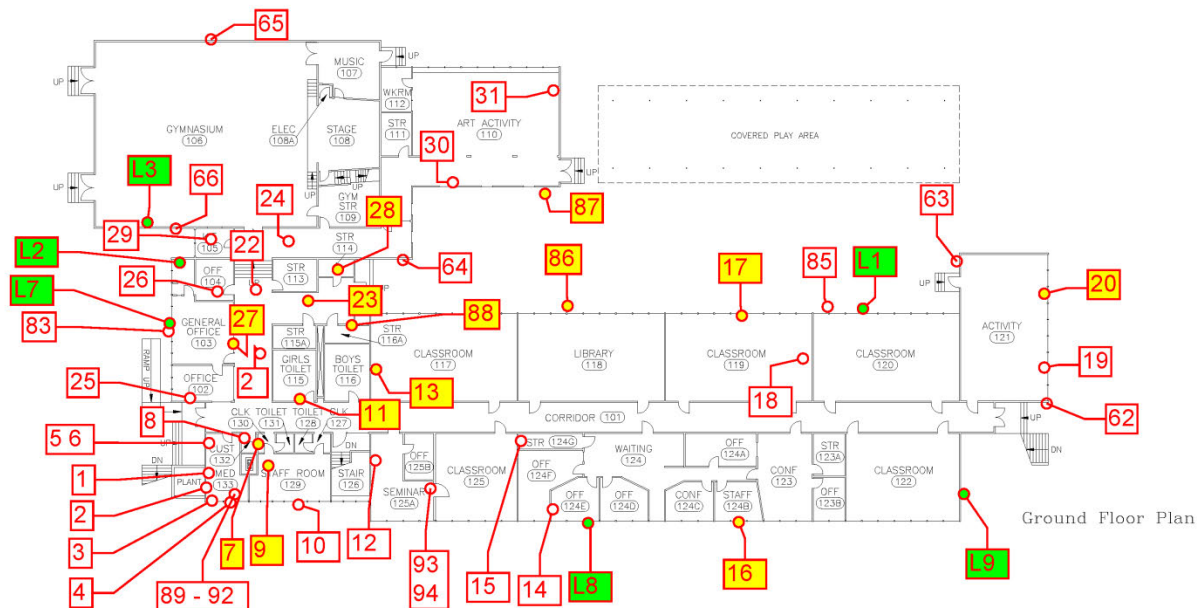 65
MUSIC
107
UP
UP
WKRM
112
31
GYMNASIUM
106
ELEC
108A
STAGE
108
STR
111
ART ACTIVITY
110
COVERED PLAY AREA
30
L3
66
24
UP
UP
UP
UP
GYM
STR
109
28
87
63
29
105
22
STR
114
L2
OFF
104
STR
113
64
86
17
85
L1
UP
20
26
UP
L7
23
83
GENERAL
OFFICE
103
27
88
STR
115A
STR
116A
CLASSROOM
117
LIBRARY
118
CLASSROOM
119
CLASSROOM
120
ACTIVITY
121
RAMP UP
2
GIRLS
TOILET
115
BOYS
TOILET
116
13
18
19
25
OFFICE
102
11
62
8
CLK
130
TOILET
131
TOILET
128
CLK
127
CORRIDOR 101
UP
5 6
UP
CUST
132
STR 124G
WAITING
124
OFF
124A
STR
123A
DN
DN
1
MED
133
STAFF ROOM
129
STAIR
126
DN
OFF
125B
CLASSROOM
125
OFF
124F
CONF
123
CLASSROOM
122
PLANT
SEMINAR
125A
OFF
124E
OFF
124D
CONF
124C
STAFF
124B
OFF
123B
2
Ground Floor Plan
3
7
9
10
12
93
94
15
14
L8
16
L9
4
89 - 92